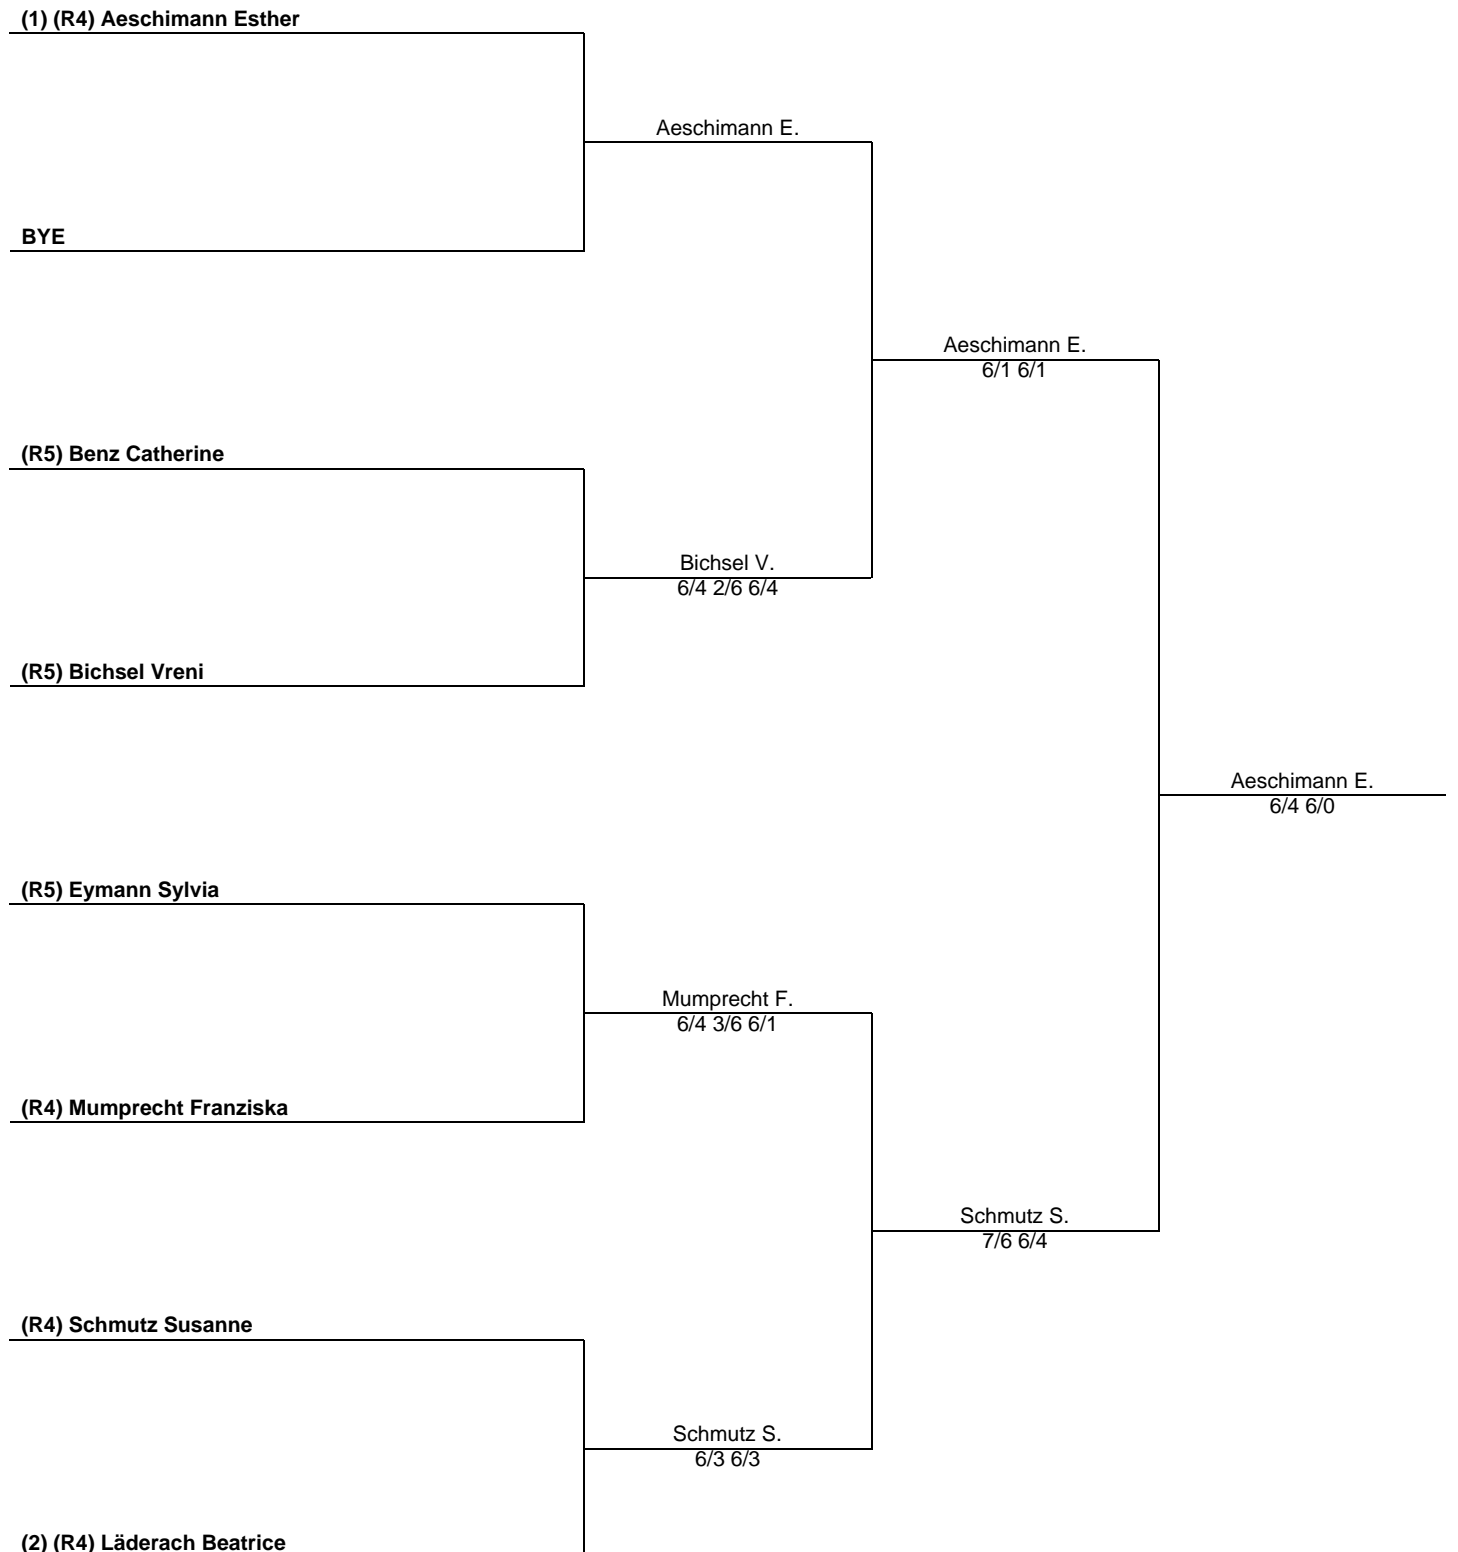 (1) (R4) Aeschimann Esther
Aeschimann E.
BYE
Aeschimann E.
6/1 6/1
(R5) Benz Catherine
Bichsel V.
6/4 2/6 6/4
(R5) Bichsel Vreni
Aeschimann E.
6/4 6/0
(R5) Eymann Sylvia
Mumprecht F.
6/4 3/6 6/1
(R4) Mumprecht Franziska
Schmutz S.
7/6 6/4
(R4) Schmutz Susanne
Schmutz S.
6/3 6/3
(2) (R4) Läderach Beatrice